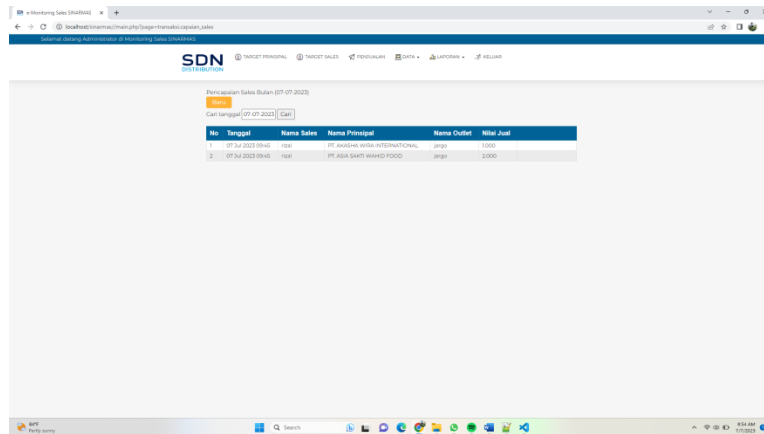 e-Monitoring Sales SINARMAS
localhost/sinarmas/main.php?page=transaksi.capaian_sales
Selamat datang Administrator di Monitoring Sales SINARMAS
SDN
DISTRIBUTION
TARGET PRINSIPAL TARGET SALES PENJUALAN DATA LAPORAN KELUAR
Pencapaian Sales Bulan (07-07-2023)
Baru
Cari tanggal 07-07-2023 Cari
No Tanggal Nama Sales Nama Prinsipal Nama Outlet Nilai Jual
1 07 Jul 2023 09:45 rizal PT. AKASHA WIRA INTERNATIONAL jargo 1.000
2 07 Jul 2023 09:45 rizal PT. ASIA SAKTI WAHID FOOD jargo 2.000
84°F
Partly sunny
Search
8:54 AM
7/7/2023